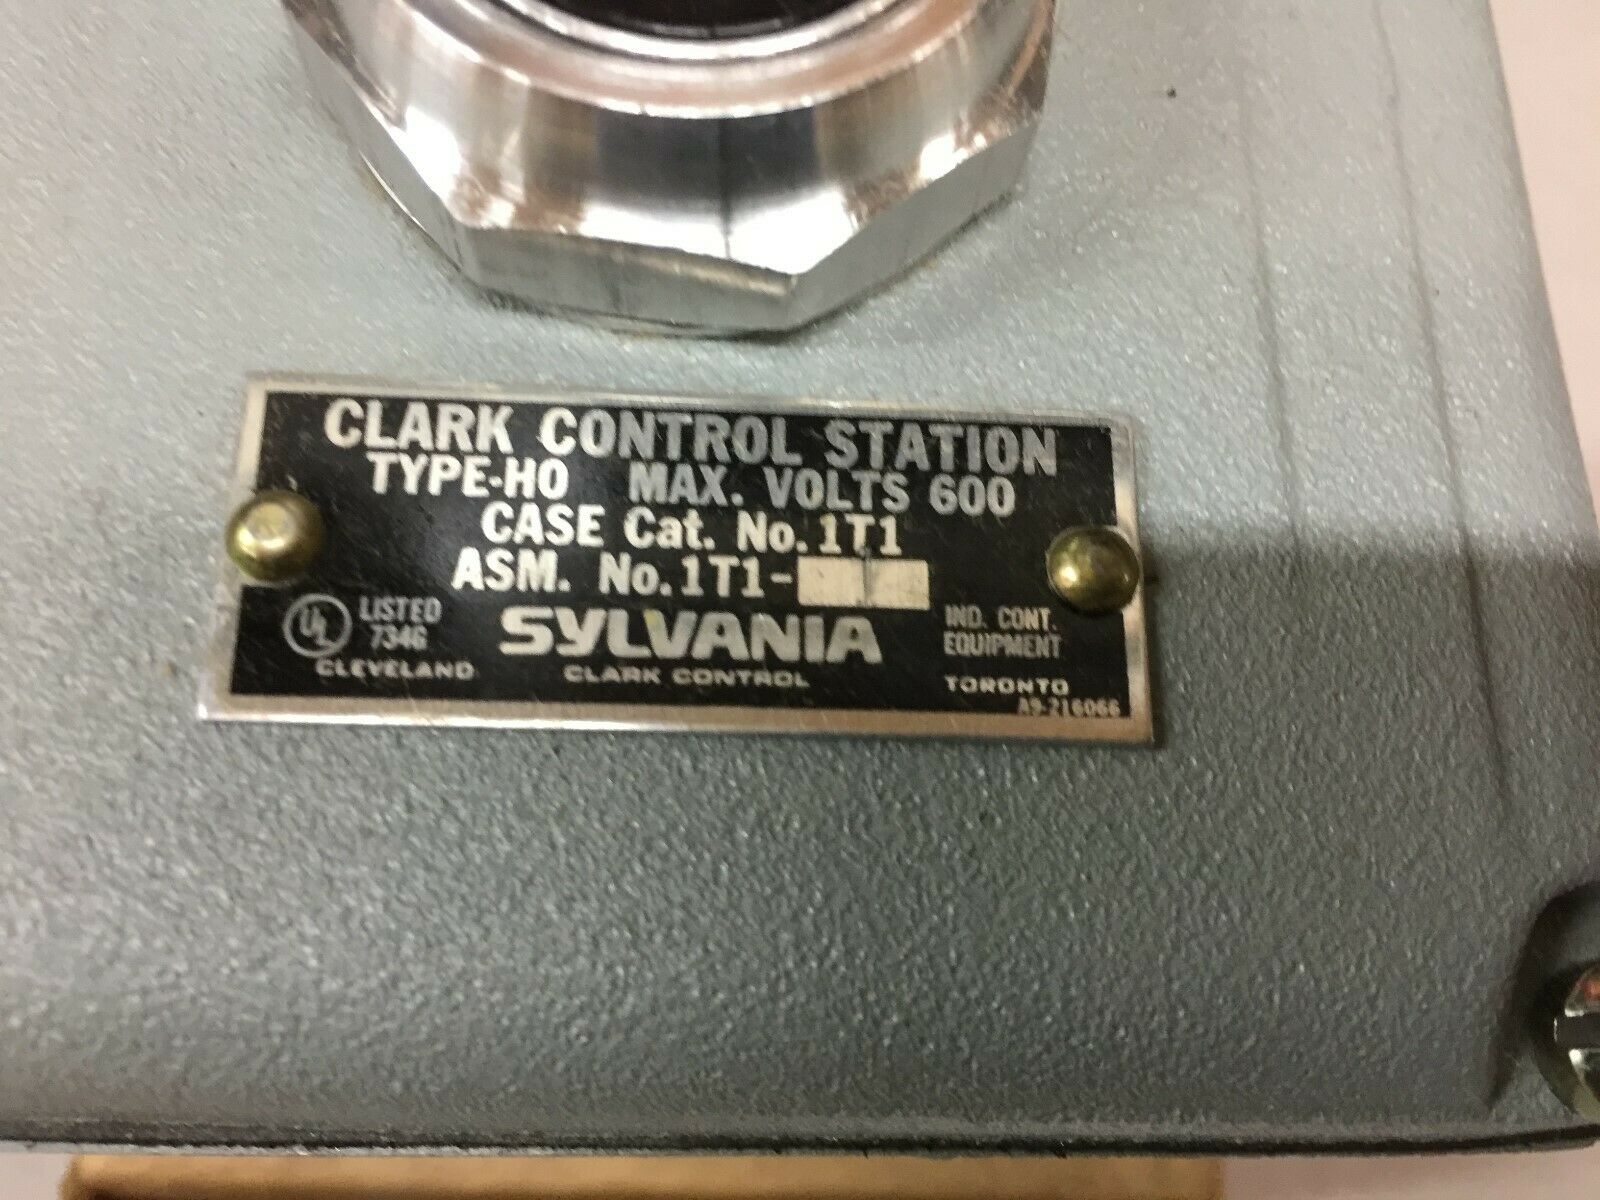 CLARK CONTROL STATION
TYPE-HO MAX. VOLTS 600
CASE Cat. No. 1T1
ASM. No. 1T1-
UL LISTED 734G
SYLVANIA
IND. CONT. EQUIPMENT
CLEVELAND CLARK CONTROL TORONTO
A9-216066